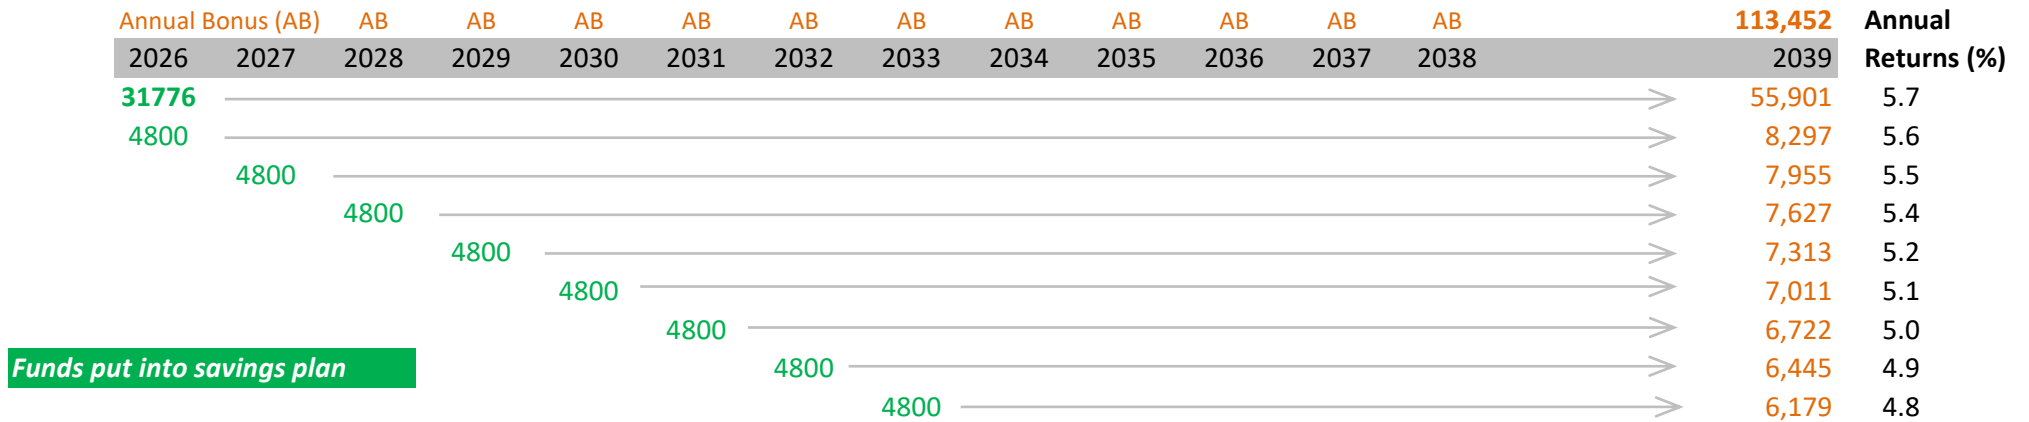 Annual Bonus (AB) AB AB AB AB AB AB AB AB AB AB AB 113,452 Annual
2026 2027 2028 2029 2030 2031 2032 2033 2034 2035 2036 2037 2038 2039 Returns (%)
31776 55,901 5.7
4800 8,297 5.6
4800 7,955 5.5
4800 7,627 5.4
4800 7,313 5.2
4800 7,011 5.1
4800 6,722 5.0
Funds put into savings plan 4800 6,445 4.9
4800 6,179 4.8